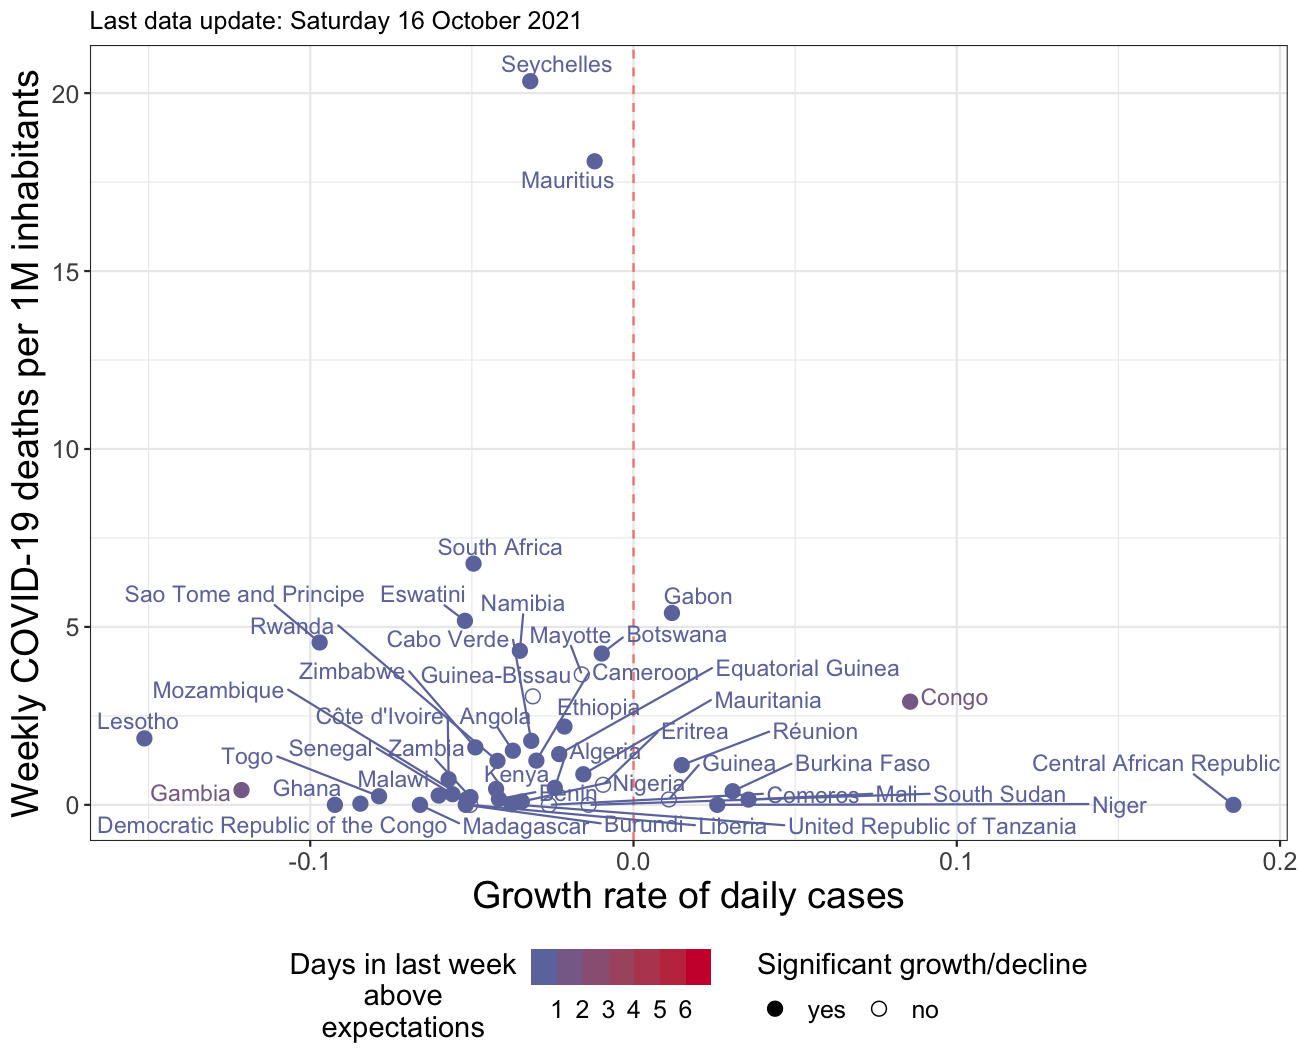 Last data update: Saturday 16 October 2021
Weekly COVID-19 deaths per 1M inhabitants
20
15
10
5
0
Seychelles
Mauritius
South Africa
Sao Tome and Principe
Eswatini
Namibia
Gabon
Rwanda
Cabo Verde
Mayotte
Botswana
Zimbabwe
Guinea-Bissau
Cameroon
Equatorial Guinea
Mozambique
Congo
Mauritania
Lesotho
Côte d'Ivoire
Angola
Ethiopia
Eritrea
Réunion
Senegal
Zambia
Algeria
Togo
Guinea
Burkina Faso
Central African Republic
Malawi
Kenya
Nigeria
Gambia
Ghana
Benin
Comoros
Mali
South Sudan
Niger
Democratic Republic of the Congo
Madagascar
Burundi
Liberia
United Republic of Tanzania
-0.1
0.0
0.1
0.2
Growth rate of daily cases
Days in last week
above
expectations
1 2 3 4 5 6
Significant growth/decline
yes
no